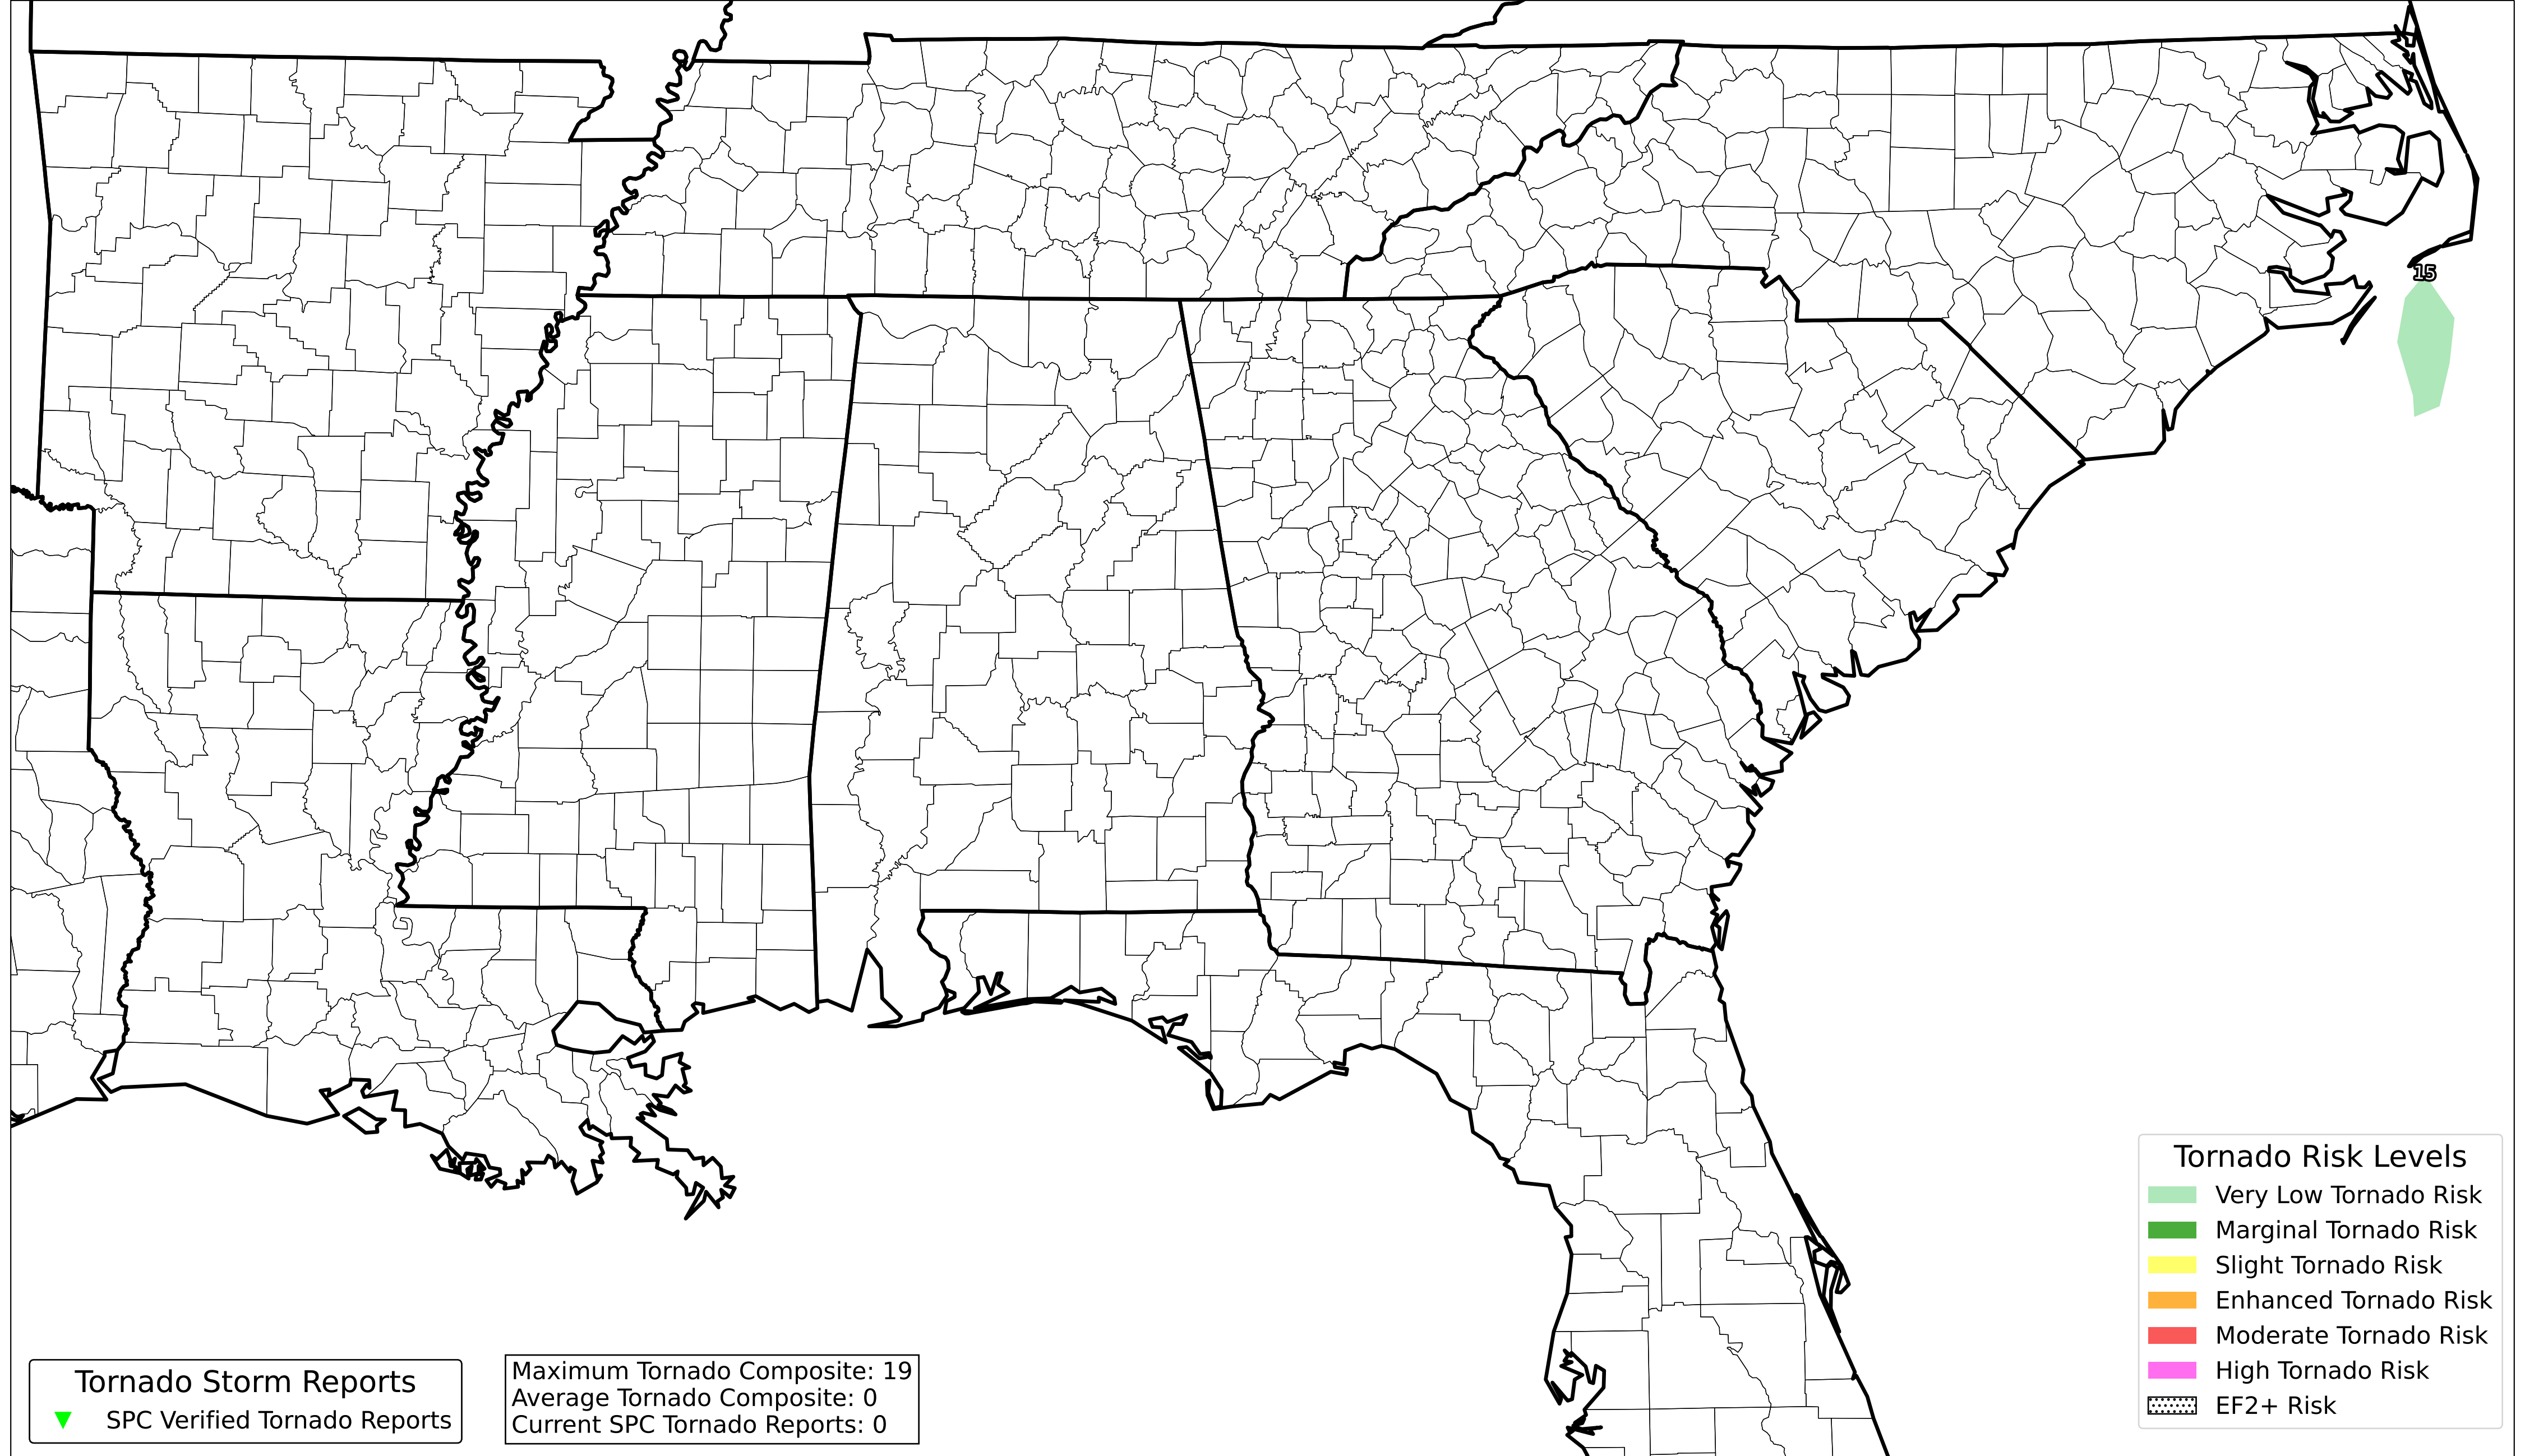 15
Tornado Risk Levels
Very Low Tornado Risk
Marginal Tornado Risk
Slight Tornado Risk
Enhanced Tornado Risk
Moderate Tornado Risk
High Tornado Risk
EF2+ Risk
Tornado Storm Reports
SPC Verified Tornado Reports
Maximum Tornado Composite: 19
Average Tornado Composite: 0
Current SPC Tornado Reports: 0